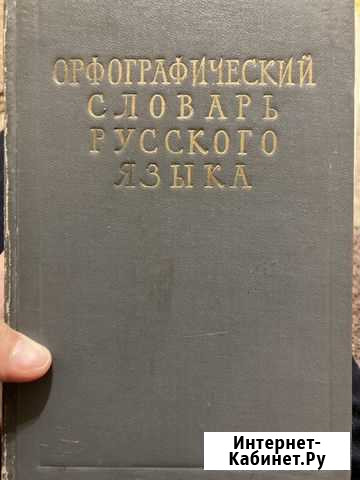 ОРФОГРАФИЧЕСКИЙ
СЛОВАРЬ
РУССКОГО
ЯЗЫКА
Интернет-
Кабинет.Ру